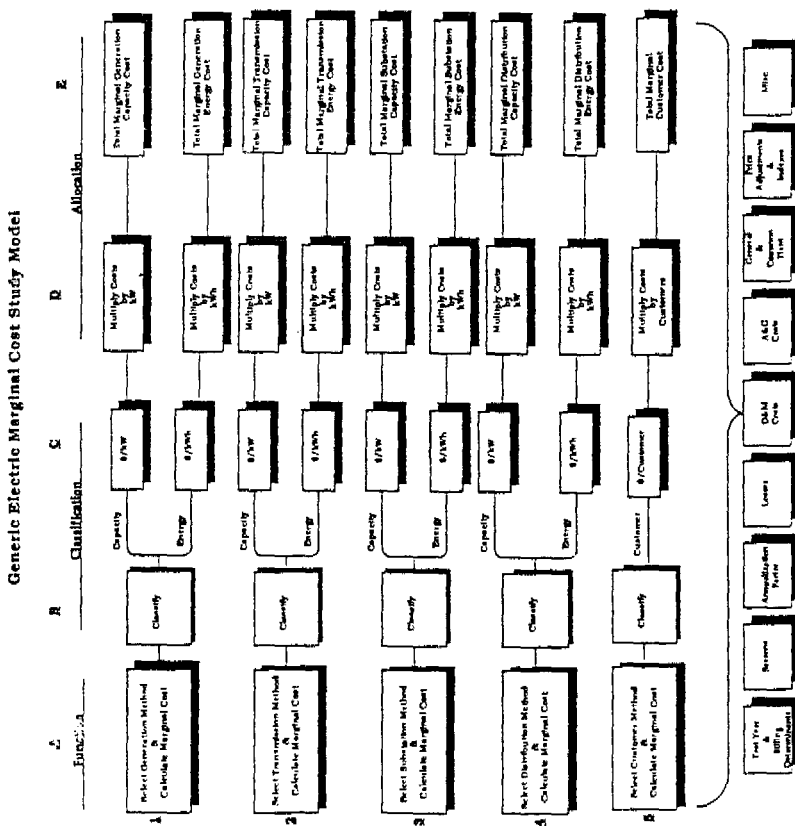 Generic Electric Marginal Cost Study Model
A
B
C
D
E
Function
Classification
Allocation
1
Select Generation Method
&
Calculate Marginal Cost
Classify
Capacity
$/kW
Multiply Costs
by
kW
Total Marginal Generation
Capacity Cost
Energy
$/kWh
Multiply Costs
by
kWh
Total Marginal Generation
Energy Cost
2
Select Transmission Method
&
Calculate Marginal Cost
Classify
Capacity
$/kW
Multiply Costs
by
kW
Total Marginal Transmission
Capacity Cost
Energy
$/kWh
Multiply Costs
by
kWh
Total Marginal Transmission
Energy Cost
3
Select Substation Method
&
Calculate Marginal Cost
Classify
Capacity
$/kW
Multiply Costs
by
kW
Total Marginal Substation
Capacity Cost
Energy
$/kWh
Multiply Costs
by
kWh
Total Marginal Substation
Energy Cost
4
Select Distribution Method
&
Calculate Marginal Cost
Classify
Capacity
$/kW
Multiply Costs
by
kW
Total Marginal Distribution
Capacity Cost
Energy
$/kWh
Multiply Costs
by
kWh
Total Marginal Distribution
Energy Cost
5
Select Customer Method
&
Calculate Marginal Cost
Classify
Customer
$/Customer
Multiply Costs
by
Customers
Total Marginal
Customer Cost
Test Year
&
Billing
Determinants
Seasons
Annualization
Factor
Losses
O&M
Costs
A&G
Costs
General
&
Common
Plant
Price
Adjustments
&
Indexes
Misc